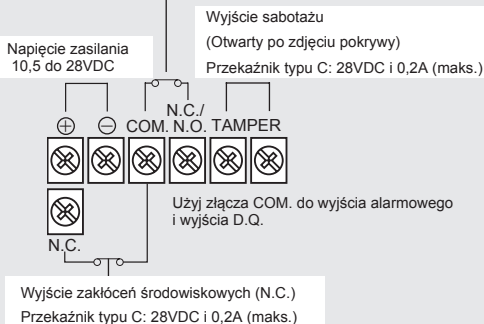 Wyjście sabotażu
(Otwarty po zdjęciu pokrywy)
Przekaźnik typu C: 28VDC i 0,2A (maks.)
Napięcie zasilania
10,5 do 28VDC
N.C./
COM. N.O. TAMPER
Użyj złącza COM. do wyjścia alarmowego
i wyjścia D.Q.
N.C.
Wyjście zakłóceń środowiskowych (N.C.)
Przekaźnik typu C: 28VDC i 0,2A (maks.)